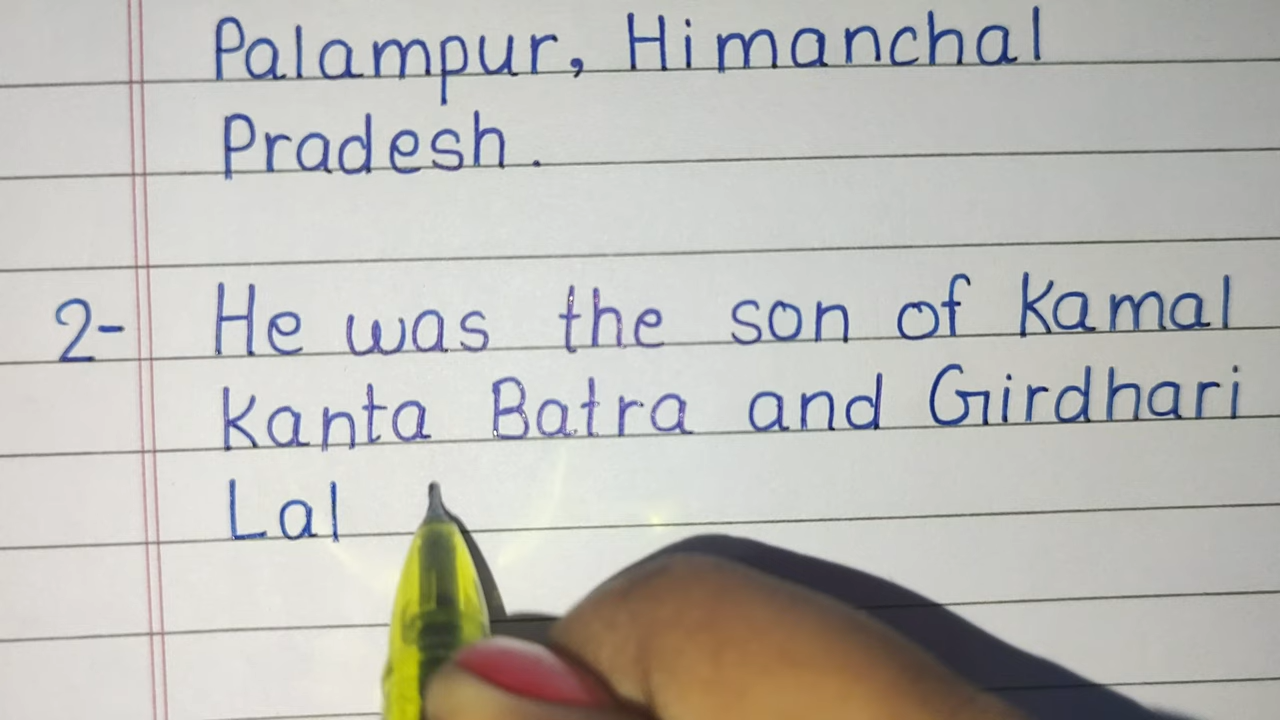 Palampur, Himanchal
Pradesh.
2- He was the son of Kamal
Kanta Batra and Girdhari
Lal